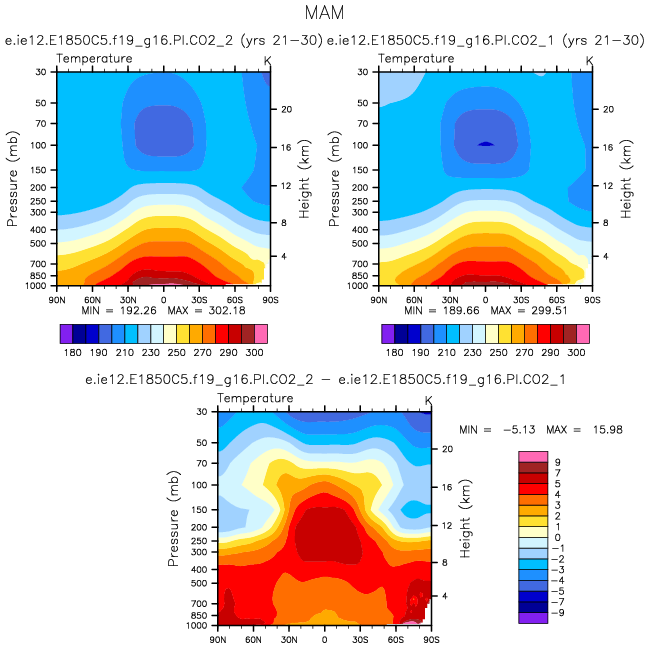 MAM
e.ie12.E1850C5.f19_g16.PI.CO2_2 (yrs 21-30) e.ie12.E1850C5.f19_g16.PI.CO2_1 (yrs 21-30)
Temperature K Temperature K
30 30
50 20 50 20
70 70
100 16 100 16
150 150
200 12 200 12
250 250
300 8 300 8
400 400
500 4 500 4
700 700
850 850
1000 1000
Pressure (mb) Height (km) Pressure (mb) Height (km)
90N 60N 30N 0 30S 60S 90S 90N 60N 30N 0 30S 60S 90S
MIN = 192.26 MAX = 302.18 MIN = 189.66 MAX = 299.51
180 190 210 230 250 270 290 300 180 190 210 230 250 270 290 300
e.ie12.E1850C5.f19_g16.PI.CO2_2 - e.ie12.E1850C5.f19_g16.PI.CO2_1
Temperature K
MIN = -5.13 MAX = 15.98
30
50 20
70
100 16
150
200 12
250
300 8
400
500 4
700
850
1000
Pressure (mb) Height (km)
90N 60N 30N 0 30S 60S 90S
9
7
5
4
3
2
1
0
-1
-2
-3
-4
-5
-7
-9